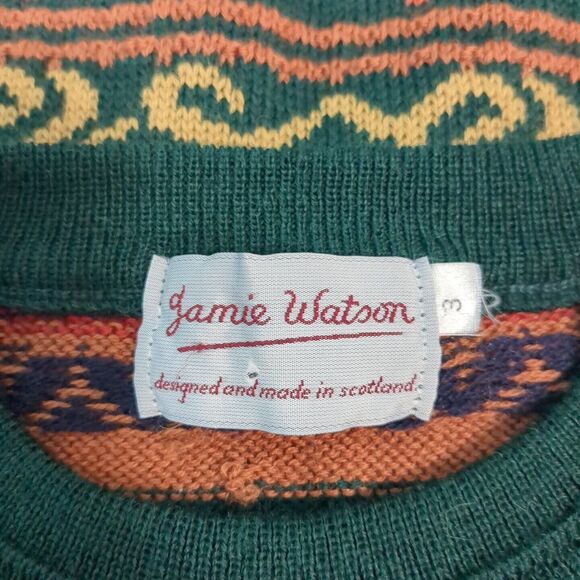 Jamie Watson
3
designed and made in scotland.